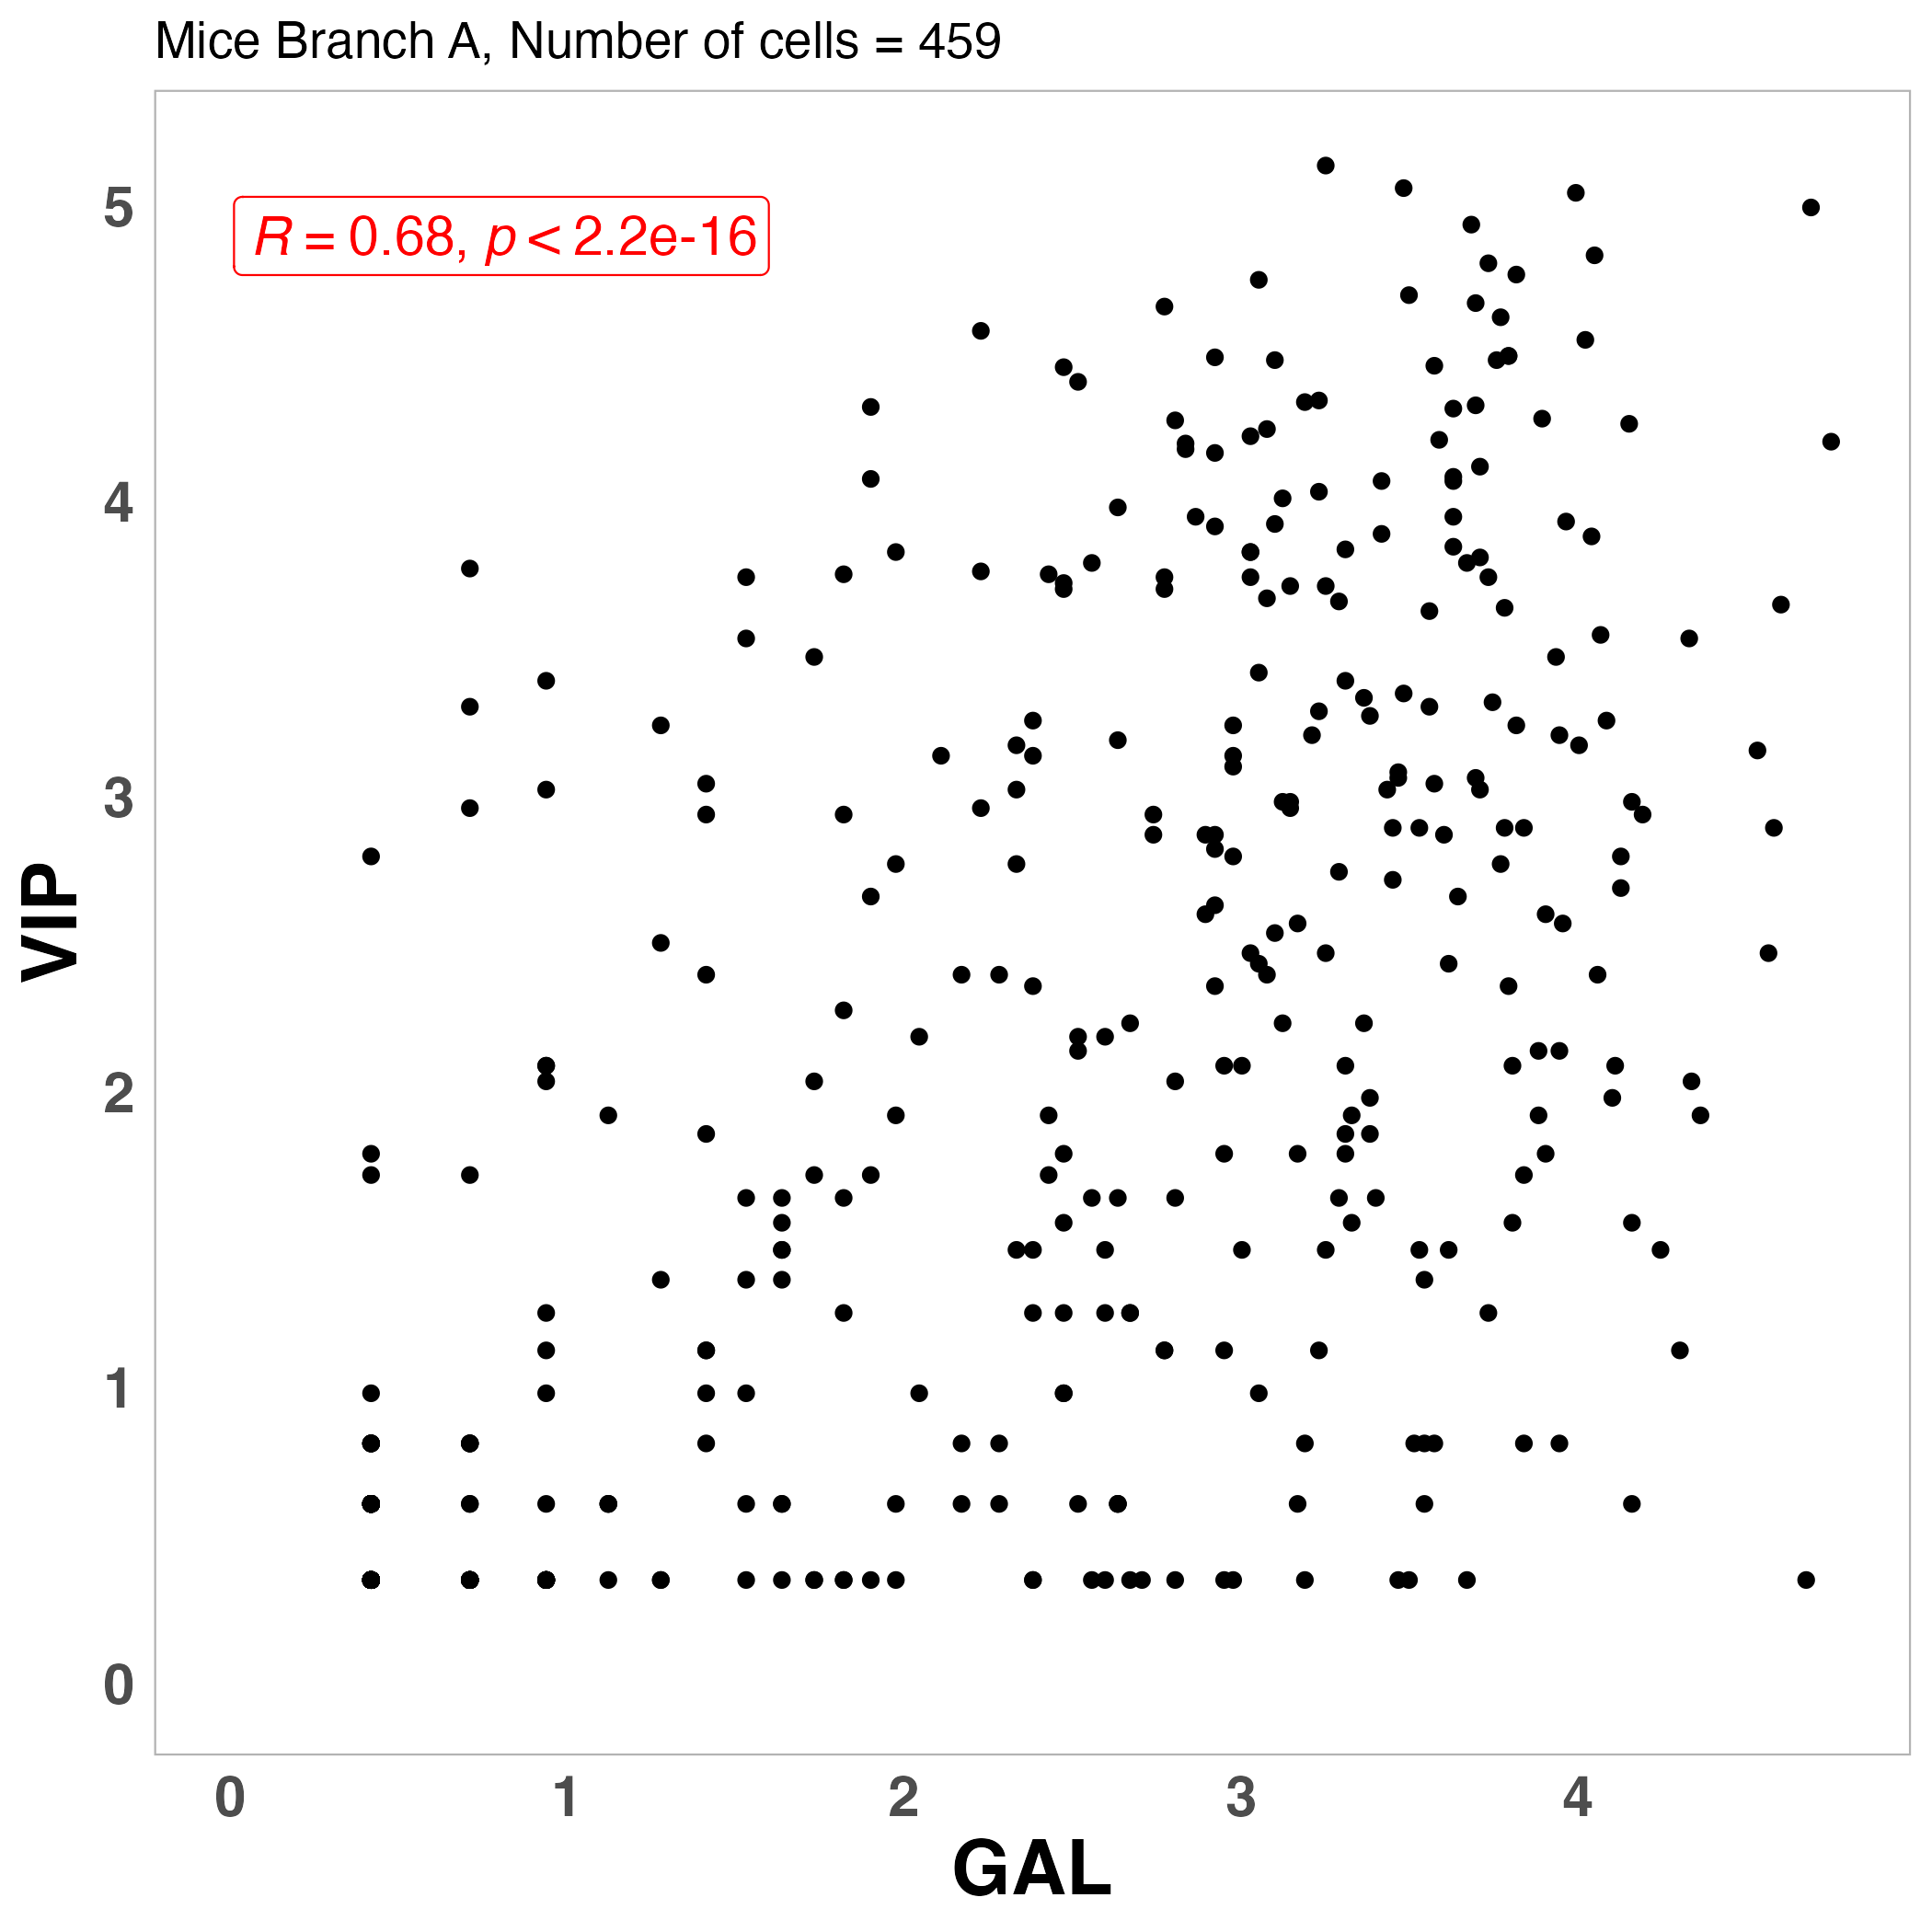 Mice Branch A, Number of cells = 459
R = 0.68, p < 2.2e-16
5
4
3
2
1
0
VIP
0 1 2 3 4
GAL